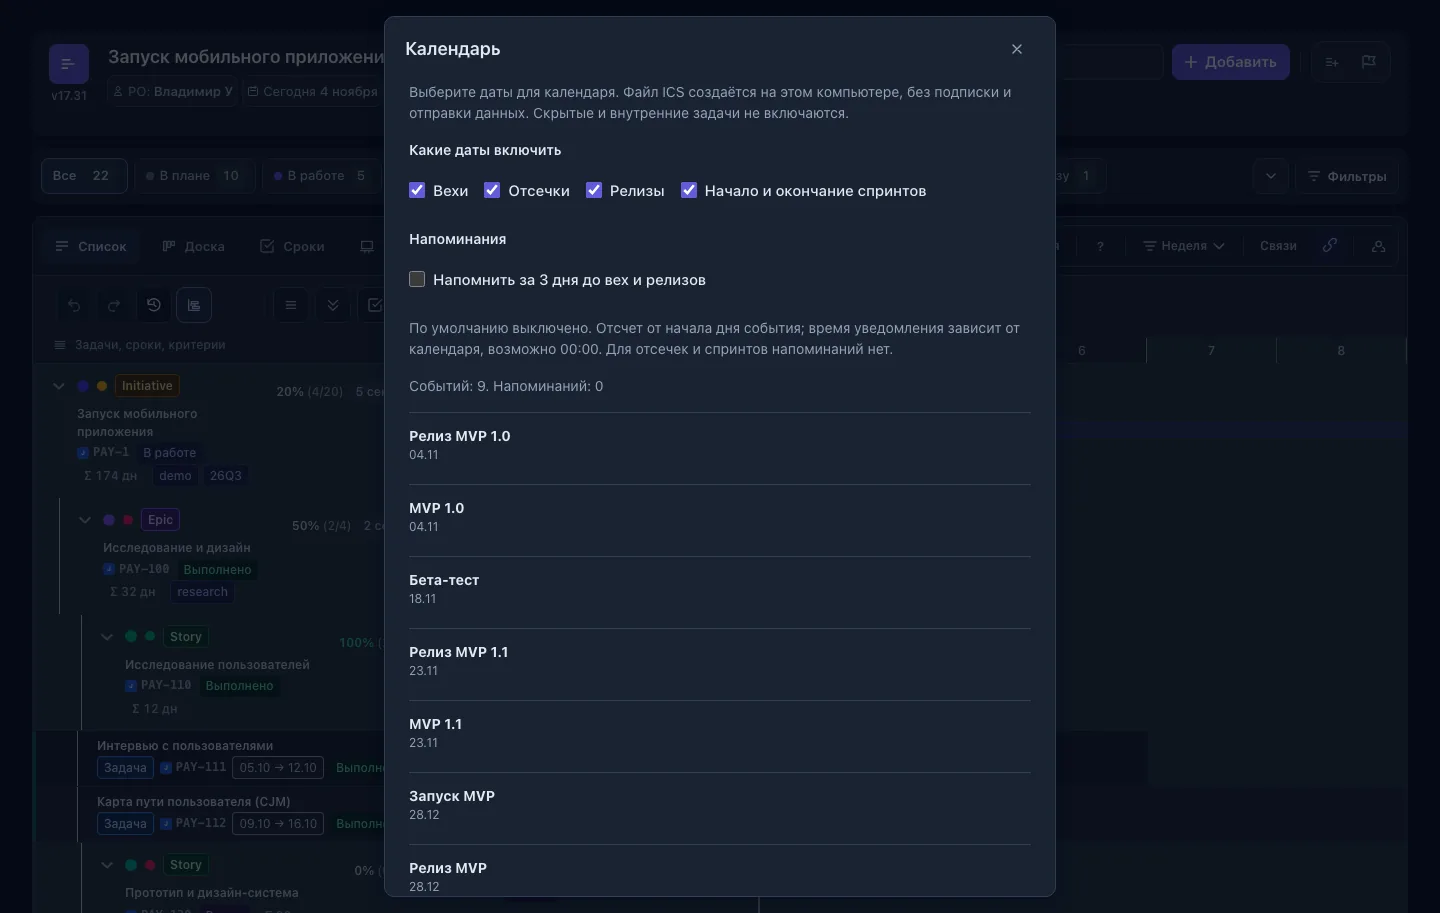 Календарь
Выберите даты для календаря. Файл ICS создаётся на этом компьютере, без подписки и
отправки данных. Скрытые и внутренние задачи не включаются.
Какие даты включить
Вехи
Отсечки
Релизы
Начало и окончание спринтов
Напоминания
Напомнить за 3 дня до вех и релизов
По умолчанию выключено. Отсчет от начала дня события; время уведомления зависит от
календаря, возможно 00:00. Для отсечек и спринтов напоминаний нет.
Событий: 9. Напоминаний: 0
Релиз MVP 1.0
04.11
MVP 1.0
04.11
Бета-тест
18.11
Релиз MVP 1.1
23.11
MVP 1.1
23.11
Запуск MVP
28.12
Релиз MVP
28.12
v17.31
Запуск мобильного приложени
PO: Владимир У
Сегодня 4 ноября
Добавить
Все 22
В плане 10
В работе 5
зу 1
Фильтры
Список
Доска
Сроки
?
Неделя
Связи
Задачи, сроки, критерии
6
7
8
Initiative
20% (4/20)
5 сен
Запуск мобильного
приложения
PAY-1
В работе
Σ 174 дн
demo
26Q3
Epic
50% (2/4)
2 се
Исследование и дизайн
PAY-100
Выполнено
Σ 32 дн
research
Story
100%
Исследование пользователей
PAY-110
Выполнено
Σ 12 дн
Интервью с пользователями
Задача
PAY-111
05.10 → 12.10
Выполн
Карта пути пользователя (CJM)
Задача
PAY-112
09.10 → 16.10
Выполн
Story
0%
Прототип и дизайн-система